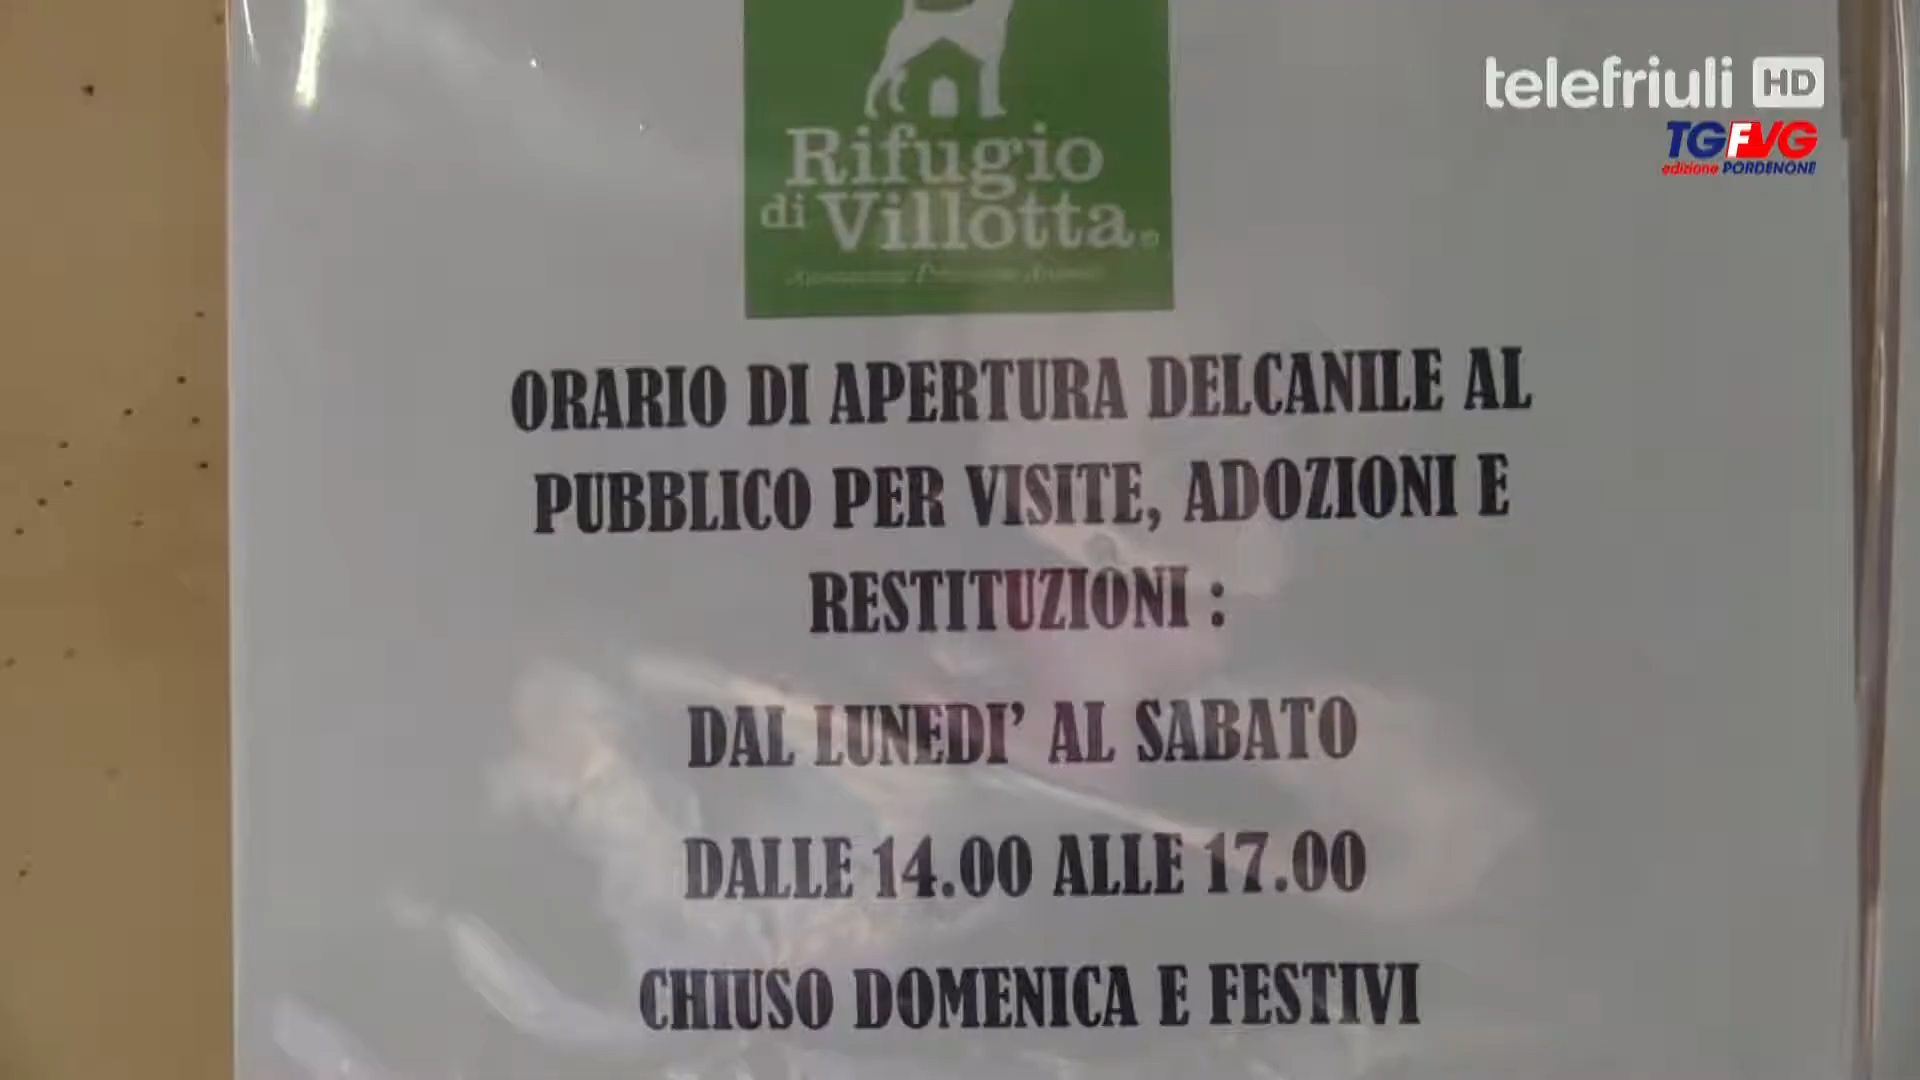 telefriuli HD
TGFVG
edizione PORDENONE
Rifugio
di Villotta
ORARIO DI APERTURA DELCANILE AL
PUBBLICO PER VISITE, ADOZIONI E
RESTITUZIONI :
DAL LUNEDI’ AL SABATO
DALLE 14.00 ALLE 17.00
CHIUSO DOMENICA E FESTIVI